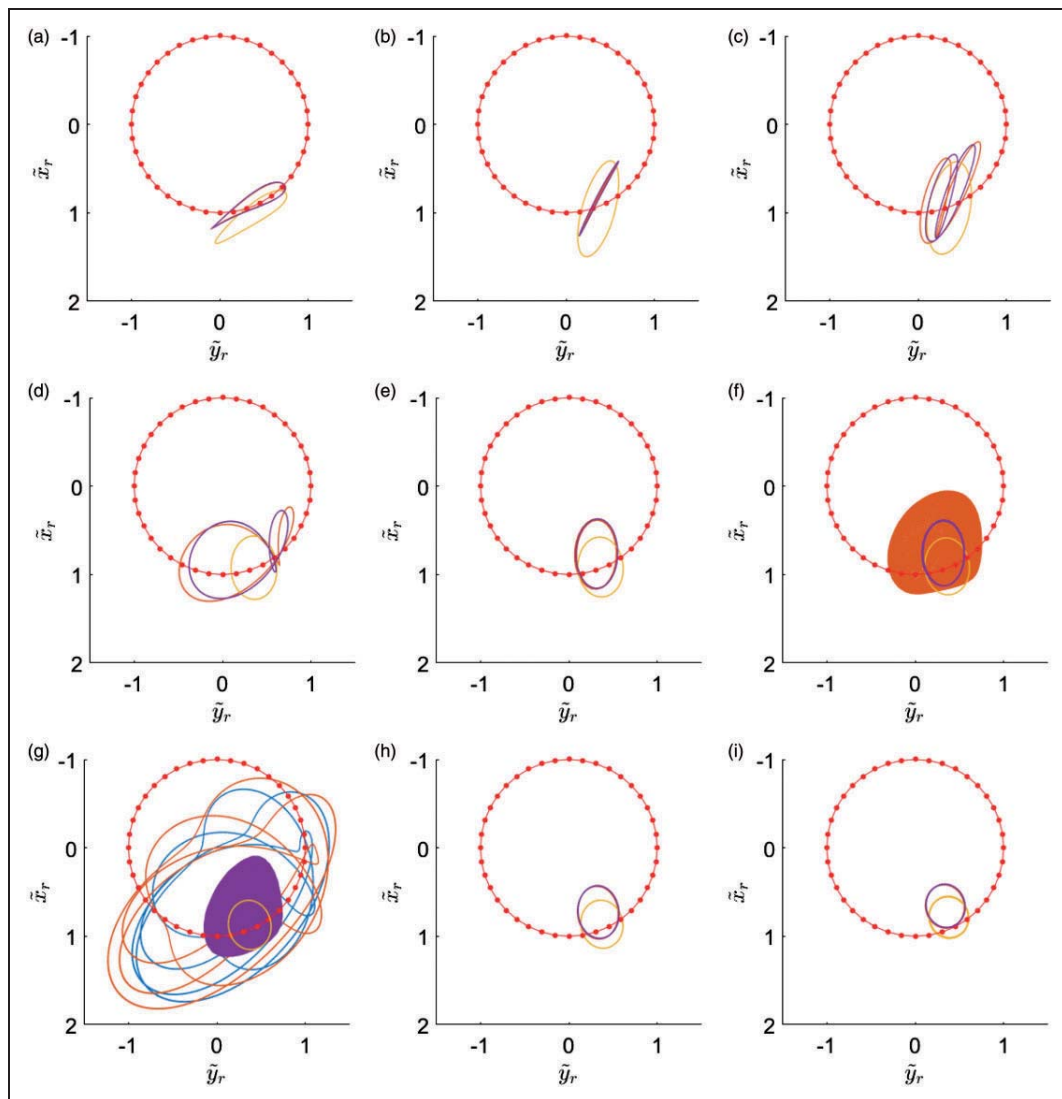 (a) (b) (c)
-1 -1 -1
0 0 0
x̃r x̃r x̃r
1 1 1
2 2 2
-1 0 1 -1 0 1 -1 0 1
ỹr ỹr ỹr
(d) (e) (f)
-1 -1 -1
0 0 0
x̃r x̃r x̃r
1 1 1
2 2 2
-1 0 1 -1 0 1 -1 0 1
ỹr ỹr ỹr
(g) (h) (i)
-1 -1 -1
0 0 0
x̃r x̃r x̃r
1 1 1
2 2 2
-1 0 1 -1 0 1 -1 0 1
ỹr ỹr ỹr